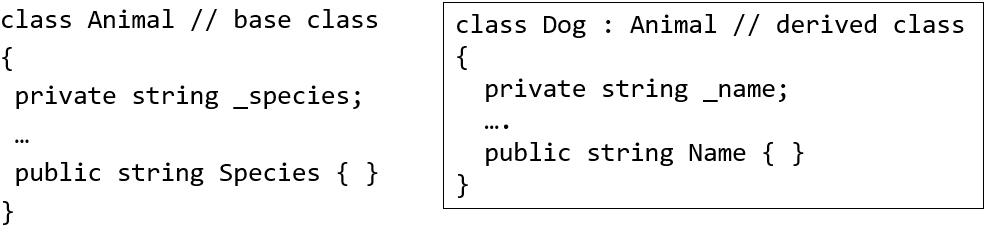 class Animal // base class
{
 private string _species;
 …
 public string Species { }
}
class Dog : Animal // derived class
{
  private string _name;
  ….
  public string Name { }
}